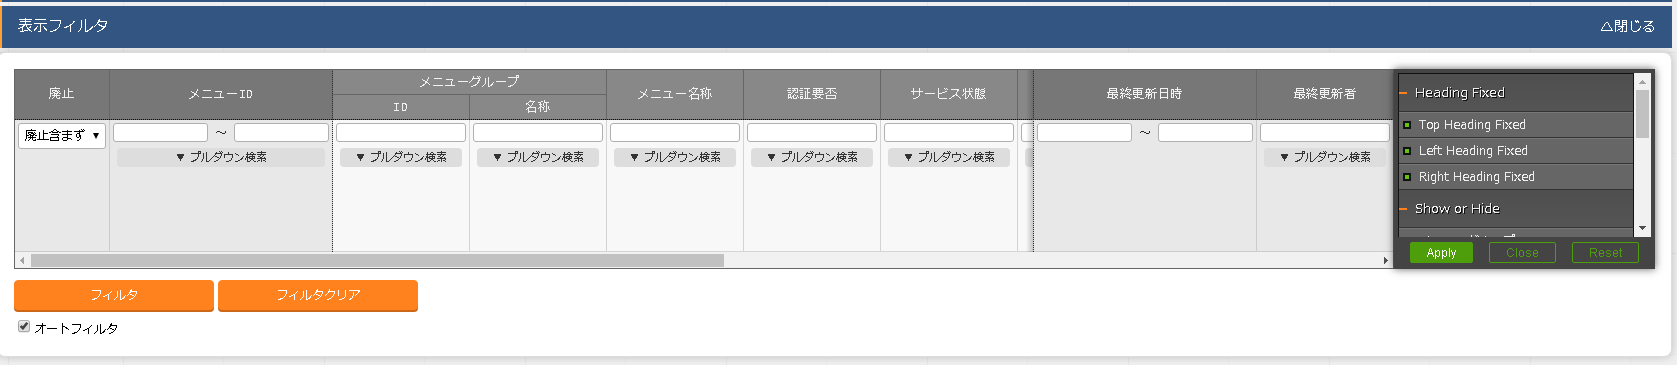 表示フィルタ
△閉じる
廃止
メニューID
メニューグループ
ID
名称
メニュー名称
認証要否
サービス状態
最終更新日時
最終更新者
廃止含まず ▼
～
～
▼ プルダウン検索
▼ プルダウン検索
▼ プルダウン検索
▼ プルダウン検索
▼ プルダウン検索
▼ プルダウン検索
▼ プルダウン検索
Heading Fixed
Top Heading Fixed
Left Heading Fixed
Right Heading Fixed
Show or Hide
Apply
Close
Reset
フィルタ
フィルタクリア
オートフィルタ